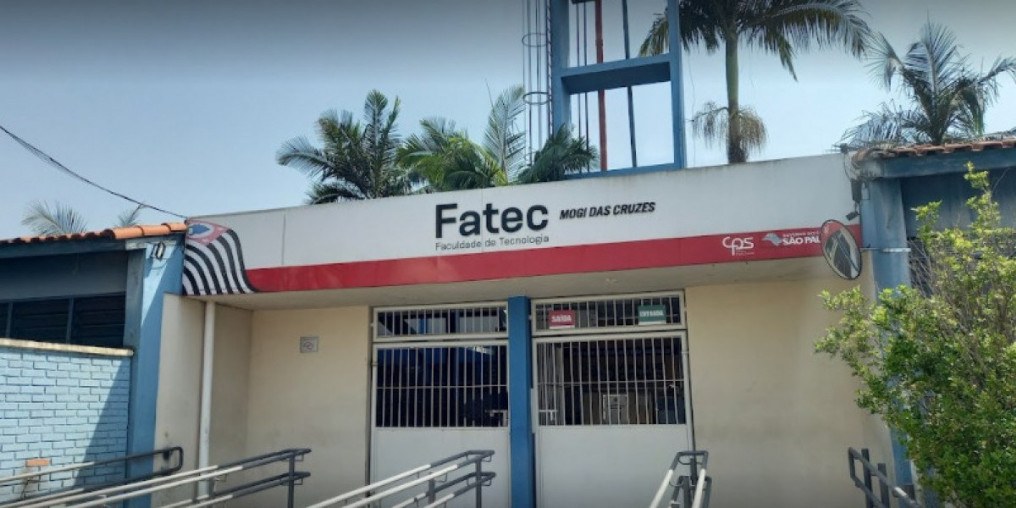 Fatec MOGI DAS CRUZES
Faculdade de Tecnologia
cps
SÃO PAU
SAÍDA
ENTRADA